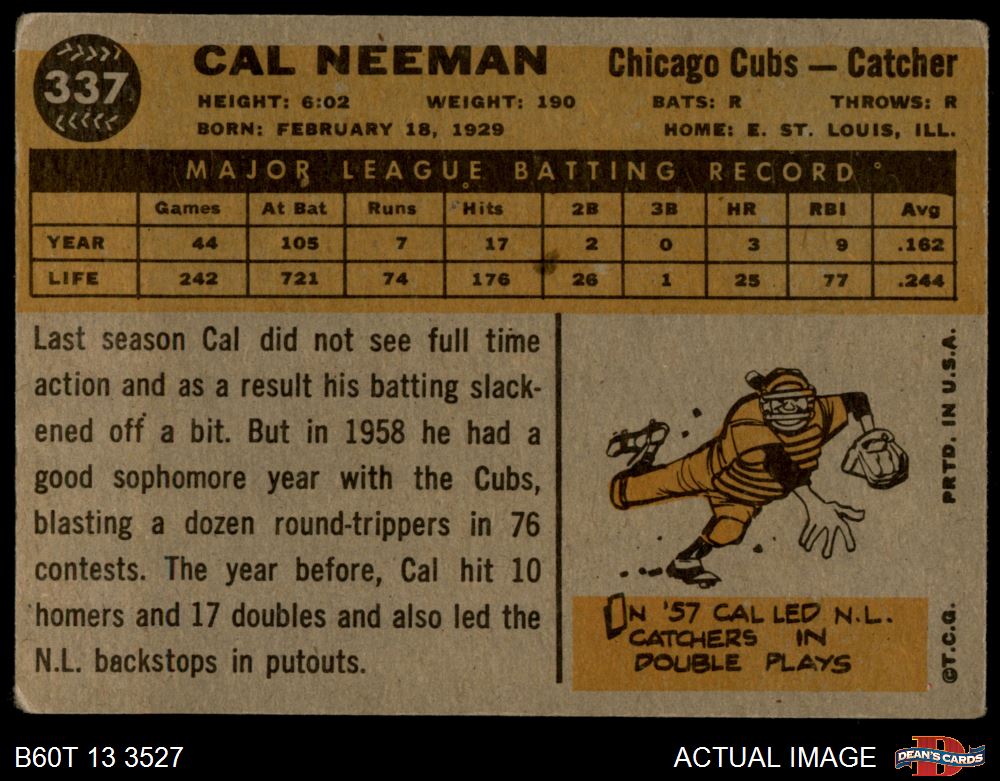 337
CAL NEEMAN
Chicago Cubs — Catcher
HEIGHT: 6:02 WEIGHT: 190 BATS: R THROWS: R
BORN: FEBRUARY 18, 1929 HOME: E. ST. LOUIS, ILL.
MAJOR LEAGUE BATTING RECORD
Games At Bat Runs Hits 2B 3B HR RBI Avg
YEAR 44 105 7 17 2 0 3 9 .162
LIFE 242 721 74 176 26 1 25 77 .244
Last season Cal did not see full time
action and as a result his batting slack-
ened off a bit. But in 1958 he had a
good sophomore year with the Cubs,
blasting a dozen round-trippers in 76
contests. The year before, Cal hit 10
homers and 17 doubles and also led the
N.L. backstops in putouts.
IN '57 CAL LED N.L.
CATCHERS IN
DOUBLE PLAYS
©T.C.G. PRTD. IN U.S.A.
B60T 13 3527
ACTUAL IMAGE
D
DEAN'S CARDS